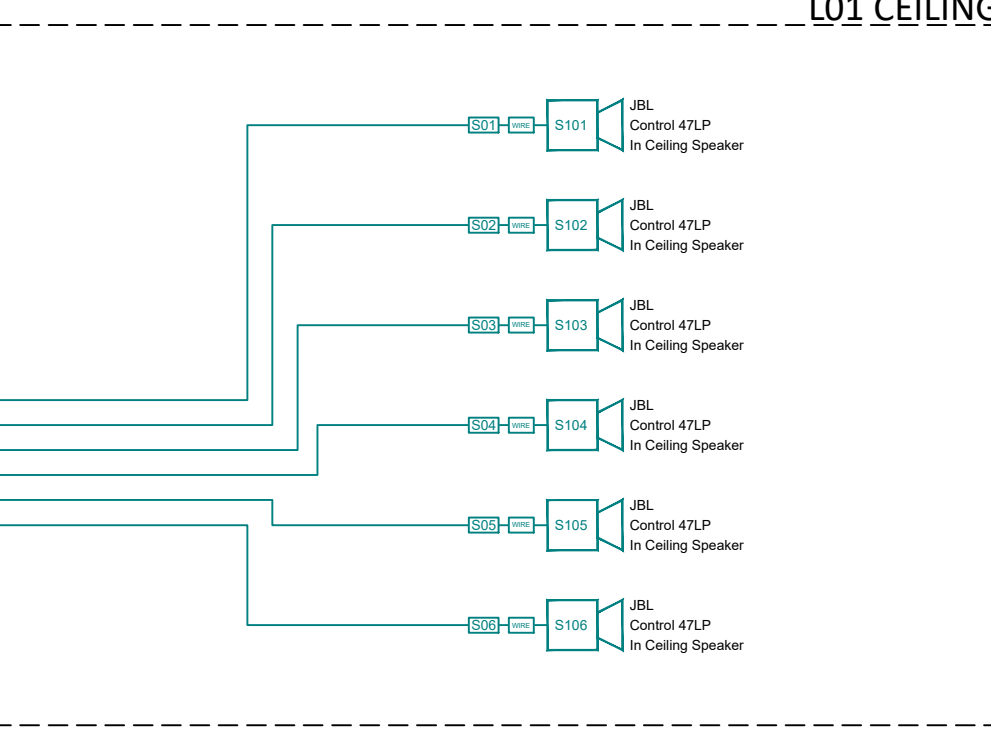 L01 CEILING
JBL
S01 WIRE S101 Control 47LP
In Ceiling Speaker
JBL
S02 WIRE S102 Control 47LP
In Ceiling Speaker
JBL
S03 WIRE S103 Control 47LP
In Ceiling Speaker
JBL
S04 WIRE S104 Control 47LP
In Ceiling Speaker
JBL
S05 WIRE S105 Control 47LP
In Ceiling Speaker
JBL
S06 WIRE S106 Control 47LP
In Ceiling Speaker